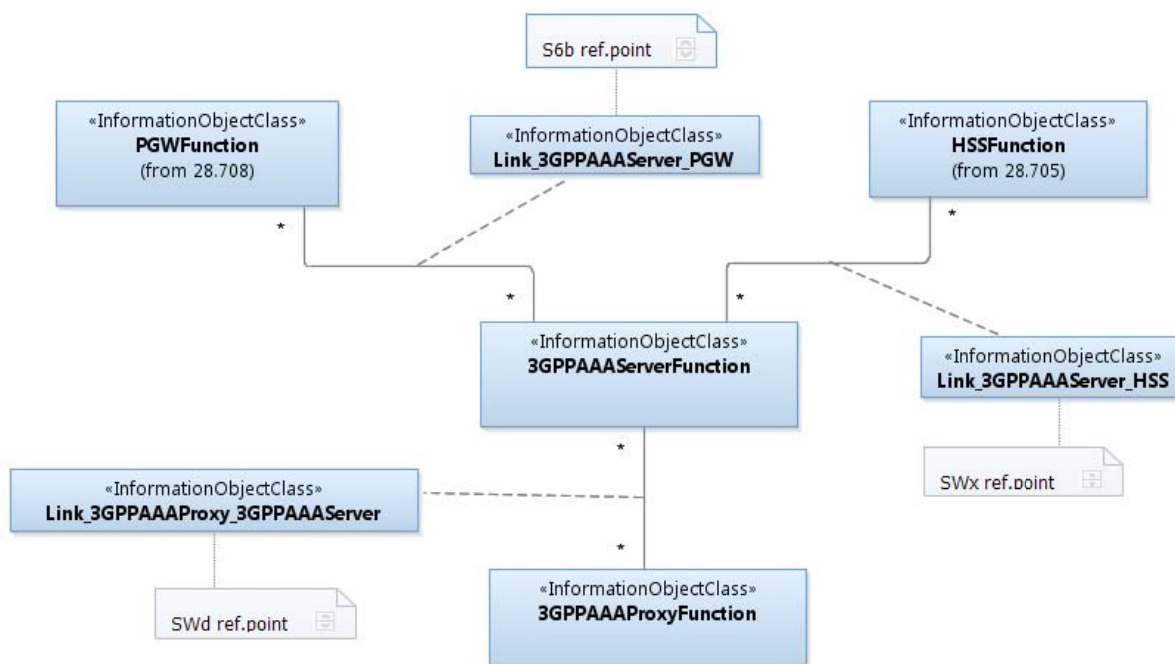 S6b ref.point
«InformationObjectClass»
PGWFunction
(from 28.708)
«InformationObjectClass»
Link_3GPPAAAServer_PGW
«InformationObjectClass»
HSSFunction
(from 28.705)
*
*
*
*
«InformationObjectClass»
3GPPAAAServerFunction
«InformationObjectClass»
Link_3GPPAAAServer_HSS
*
SWx ref.point
«InformationObjectClass»
Link_3GPPAAAProxy_3GPPAAAServer
*
«InformationObjectClass»
3GPPAAAProxyFunction
SWd ref.point